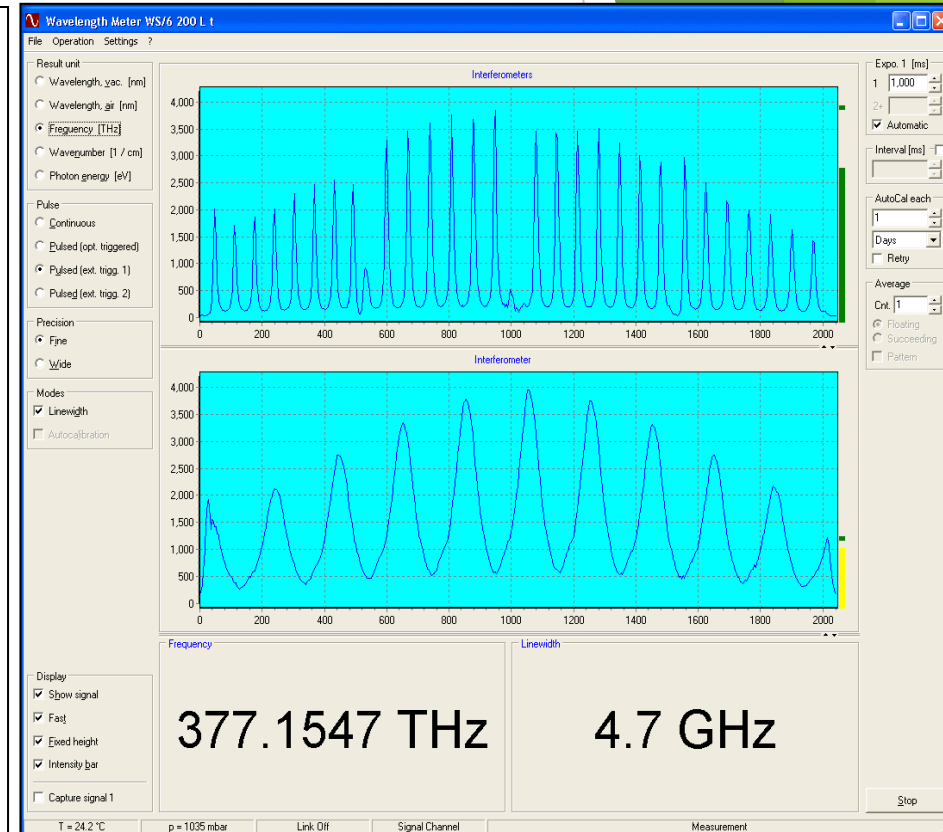 Wavelength Meter WS/6 200 L t
File Operation Settings ?
Result unit
Wavelength, vac. [nm]
Wavelength, air [nm]
Frequency [THz]
Wavenumber [1 / cm]
Photon energy [eV]
Pulse
Continuous
Pulsed (opt. triggered)
Pulsed (ext. trigg. 1)
Pulsed (ext. trigg. 2)
Precision
Fine
Wide
Modes
Linewidth
Autocalibration
Display
Show signal
Fast
Fixed height
Intensity bar
Capture signal 1
Interferometers
4,000
3,500
3,000
2,500
2,000
1,500
1,000
500
0
0 200 400 600 800 1000 1200 1400 1600 1800 2000
Interferometer
4,000
3,500
3,000
2,500
2,000
1,500
1,000
500
0
0 200 400 600 800 1000 1200 1400 1600 1800 2000
Frequency
377.1547 THz
Linewidth
4.7 GHz
Expo. 1 [ms]
1 1,000
2+
Automatic
Interval [ms]
AutoCal each
1
Days
Retry
Average
Cnt. 1
Floating
Succeeding
Pattern
Stop
T = 24.2 °C p = 1035 mbar Link Off Signal Channel Measurement